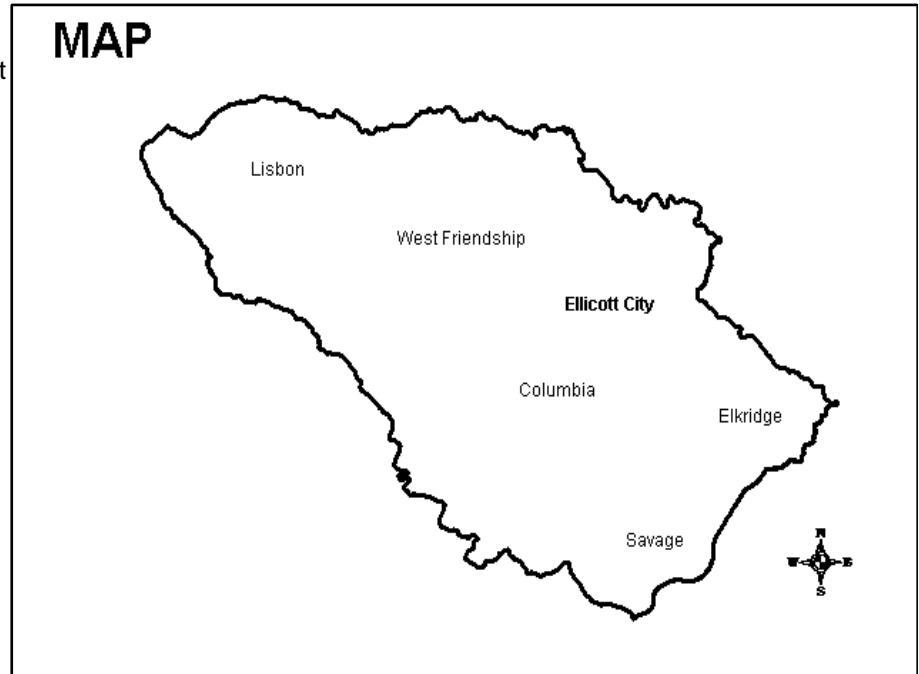 MAP
t
Lisbon
West Friendship
Ellicott City
Columbia
Elkridge
Savage
N
W E
S